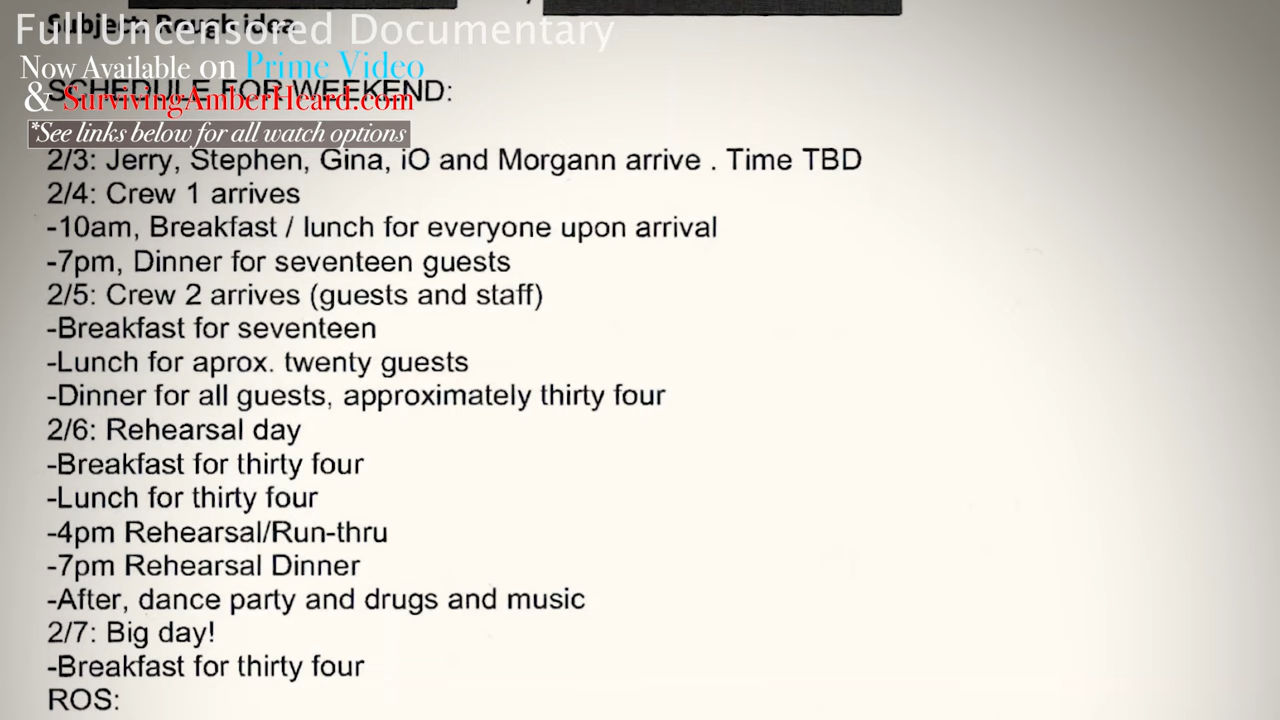 Full Uncensored Documentary
Subject: Rough idea
Now Available on Prime Video
& SurvivingAmberHeard.com
SCHEDULE FOR WEEKEND:
*See links below for all watch options
2/3: Jerry, Stephen, Gina, iO and Morgann arrive . Time TBD
2/4: Crew 1 arrives
-10am, Breakfast / lunch for everyone upon arrival
-7pm, Dinner for seventeen guests
2/5: Crew 2 arrives (guests and staff)
-Breakfast for seventeen
-Lunch for aprox. twenty guests
-Dinner for all guests, approximately thirty four
2/6: Rehearsal day
-Breakfast for thirty four
-Lunch for thirty four
-4pm Rehearsal/Run-thru
-7pm Rehearsal Dinner
-After, dance party and drugs and music
2/7: Big day!
-Breakfast for thirty four
ROS: